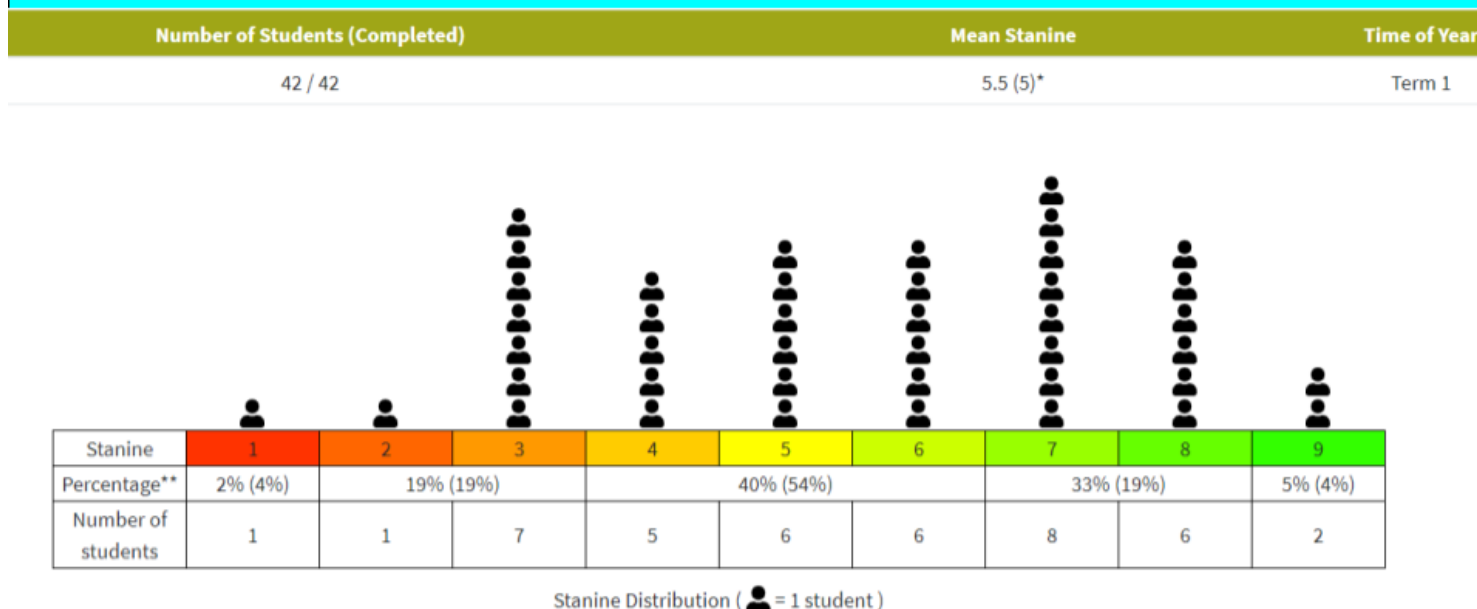 Number of Students (Completed) Mean Stanine Time of Year
42 / 42 5.5 (5)* Term 1
Stanine 1 2 3 4 5 6 7 8 9
Percentage** 2% (4%) 19% (19%) 40% (54%) 33% (19%) 5% (4%)
Number of students 1 1 7 5 6 6 8 6 2
Stanine Distribution ( = 1 student )